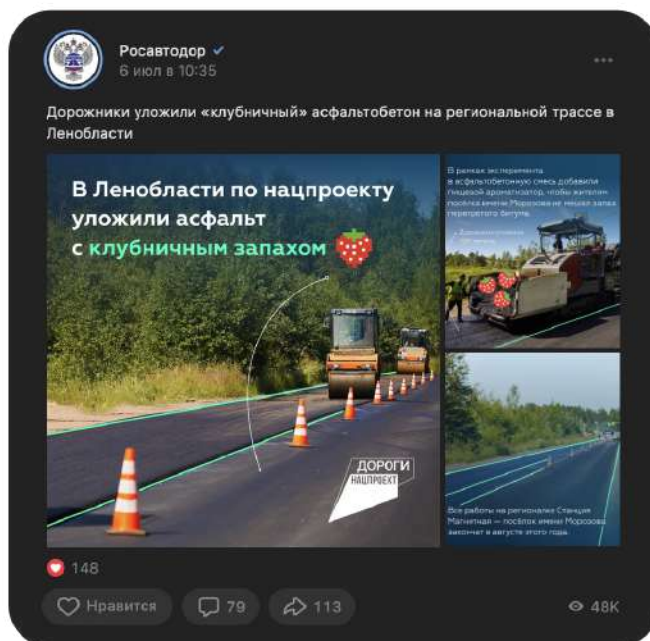 Росавтодор
6 июл в 10:35
Дорожники уложили «клубничный» асфальтобетон на региональной трассе в
Ленобласти
В Ленобласти по нацпроекту
уложили асфальт
с клубничным запахом
ДОРОГИ
НАЦПРОЕКТ
В рамках эксперимента
в асфальтобетонную смесь добавили
пищевой ароматизатор, чтобы жителям
посёлка имени Морозова не мешал запах
перегретого битума.
Все работы на региональке Станция
Магнитная — посёлок имени Морозова
закончат в августе этого года.
148
Нравится
79
113
48K